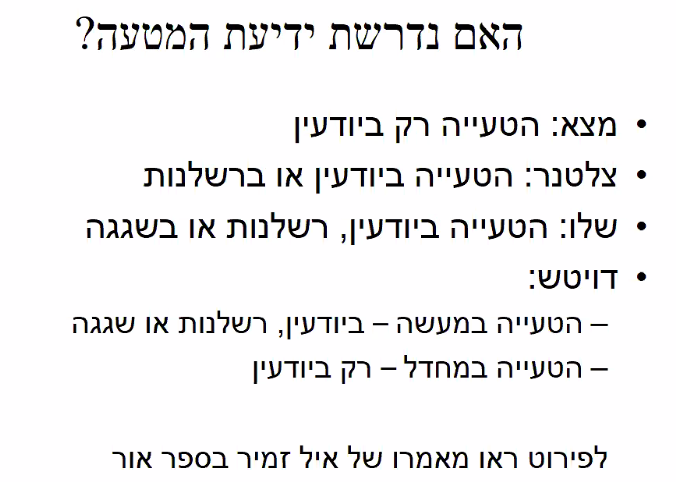 האם נדרשת ידיעת המטעה?
• מצא: הטעייה רק ביודעין
• צלטנר: הטעייה ביודעין או ברשלנות
• שלו: הטעייה ביודעין, רשלנות או בשגגה
• דויטש:
– הטעייה במעשה – ביודעין, רשלנות או שגגה
– הטעייה במחדל – רק ביודעין
לפירוט ראו מאמרו של איל זמיר בספר אור